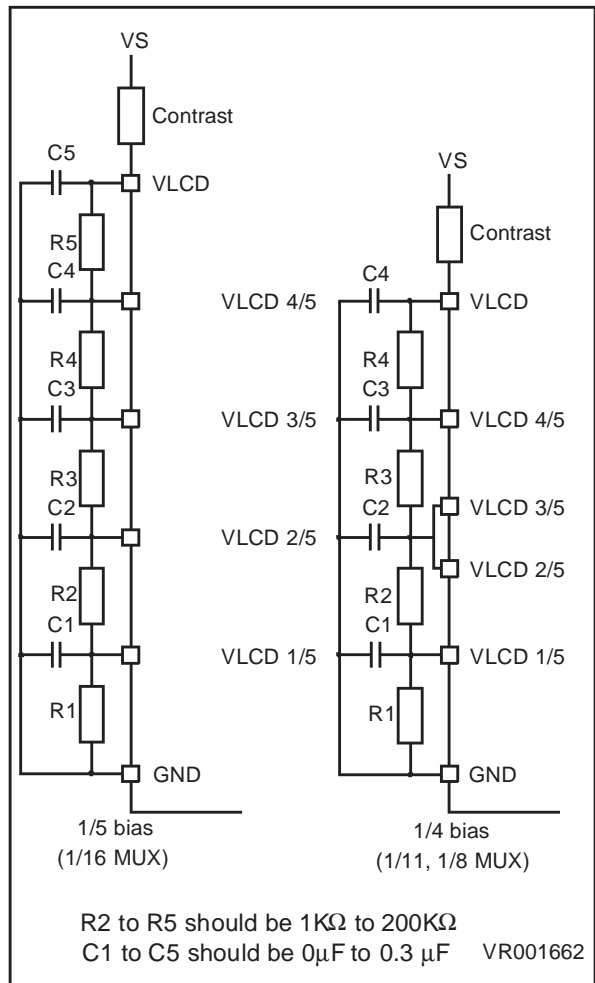 VS
Contrast
C5
VLCD
R5
C4
VLCD 4/5
R4
C3
VLCD 3/5
R3
C2
VLCD 2/5
R2
C1
VLCD 1/5
R1
GND
1/5 bias
(1/16 MUX)
VS
Contrast
C4
VLCD
R4
C3
VLCD 4/5
R3
VLCD 3/5
C2
VLCD 2/5
R2
C1
VLCD 1/5
R1
GND
1/4 bias
(1/11, 1/8 MUX)
R2 to R5 should be 1KΩ to 200KΩ
C1 to C5 should be 0μF to 0.3 μF
VR001662